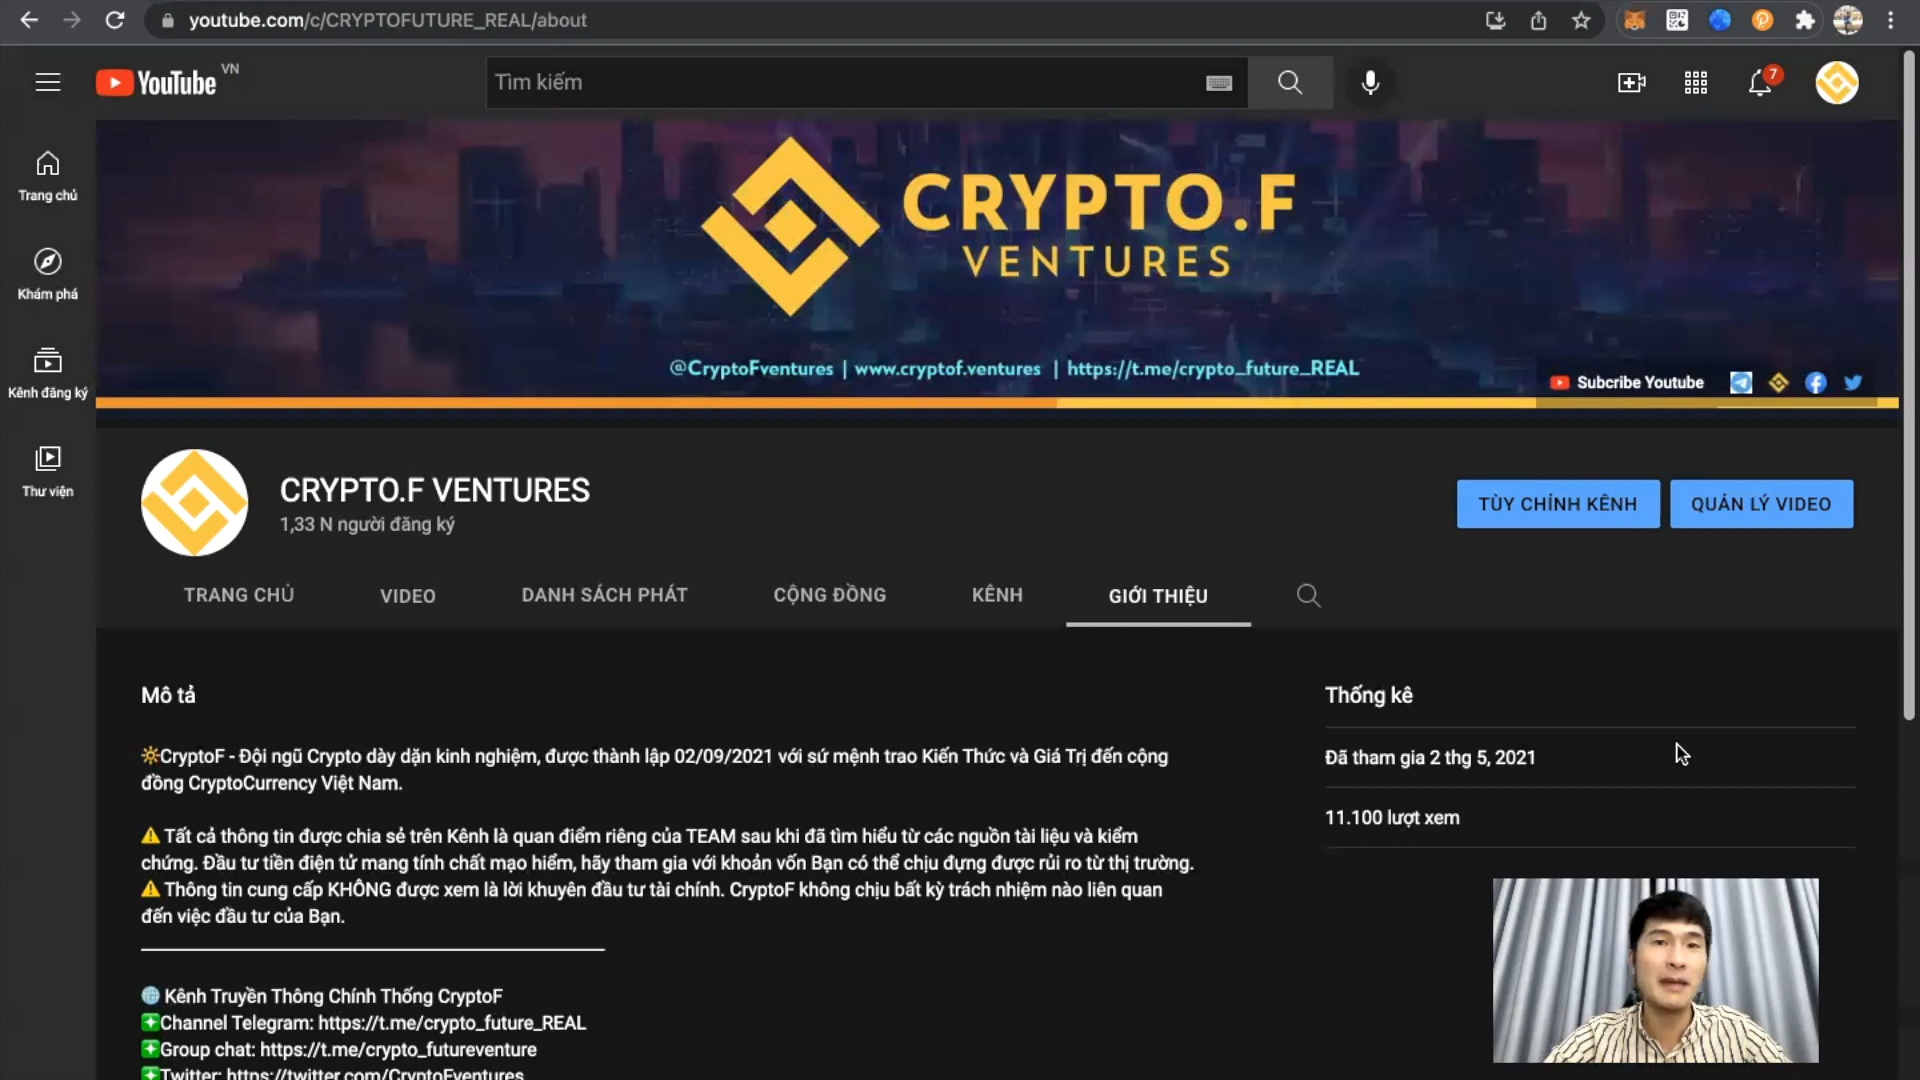 youtube.com/c/CRYPTOFUTURE_REAL/about
YouTube VN
Tìm kiếm
7
Trang chủ
Khám phá
Kênh đăng ký
Thư viện
CRYPTO.F
VENTURES
@CryptoFventures | www.cryptof.ventures | https://t.me/crypto_future_REAL
Subcribe Youtube
CRYPTO.F VENTURES
1,33 N người đăng ký
TÙY CHỈNH KÊNH
QUẢN LÝ VIDEO
TRANG CHỦ
VIDEO
DANH SÁCH PHÁT
CỘNG ĐỒNG
KÊNH
GIỚI THIỆU
Mô tả
🔆CryptoF - Đội ngũ Crypto dày dặn kinh nghiệm, được thành lập 02/09/2021 với sứ mệnh trao Kiến Thức và Giá Trị đến cộng
đồng CryptoCurrency Việt Nam.
⚠️ Tất cả thông tin được chia sẻ trên Kênh là quan điểm riêng của TEAM sau khi đã tìm hiểu từ các nguồn tài liệu và kiểm
chứng. Đầu tư tiền điện tử mang tính chất mạo hiểm, hãy tham gia với khoản vốn Bạn có thể chịu đựng được rủi ro từ thị trường.
⚠️ Thông tin cung cấp KHÔNG được xem là lời khuyên đầu tư tài chính. CryptoF không chịu bất kỳ trách nhiệm nào liên quan
đến việc đầu tư của Bạn.
🌐 Kênh Truyền Thông Chính Thống CryptoF
Channel Telegram: https://t.me/crypto_future_REAL
Group chat: https://t.me/crypto_futureventure
Twitter: https://twitter.com/CryptoFventures
Thống kê
Đã tham gia 2 thg 5, 2021
11.100 lượt xem